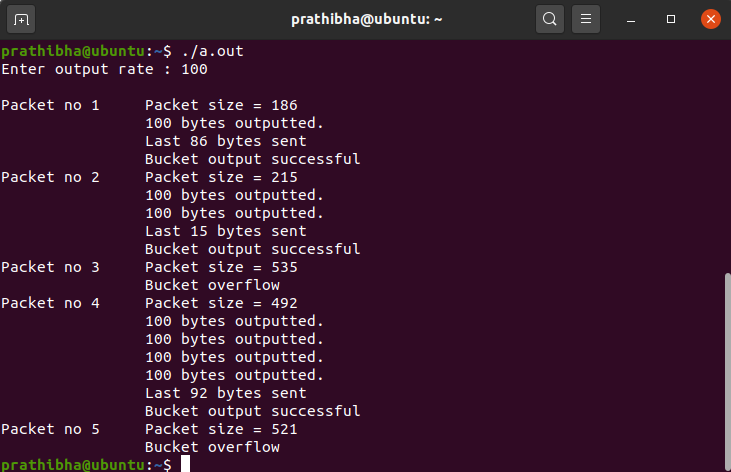 prathibha@ubuntu: ~
prathibha@ubuntu:~$ ./a.out
Enter output rate : 100
Packet no 1     Packet size = 186
                100 bytes outputted.
                Last 86 bytes sent
                Bucket output successful
Packet no 2     Packet size = 215
                100 bytes outputted.
                100 bytes outputted.
                Last 15 bytes sent
                Bucket output successful
Packet no 3     Packet size = 535
                Bucket overflow
Packet no 4     Packet size = 492
                100 bytes outputted.
                100 bytes outputted.
                100 bytes outputted.
                100 bytes outputted.
                Last 92 bytes sent
                Bucket output successful
Packet no 5     Packet size = 521
                Bucket overflow
prathibha@ubuntu:~$